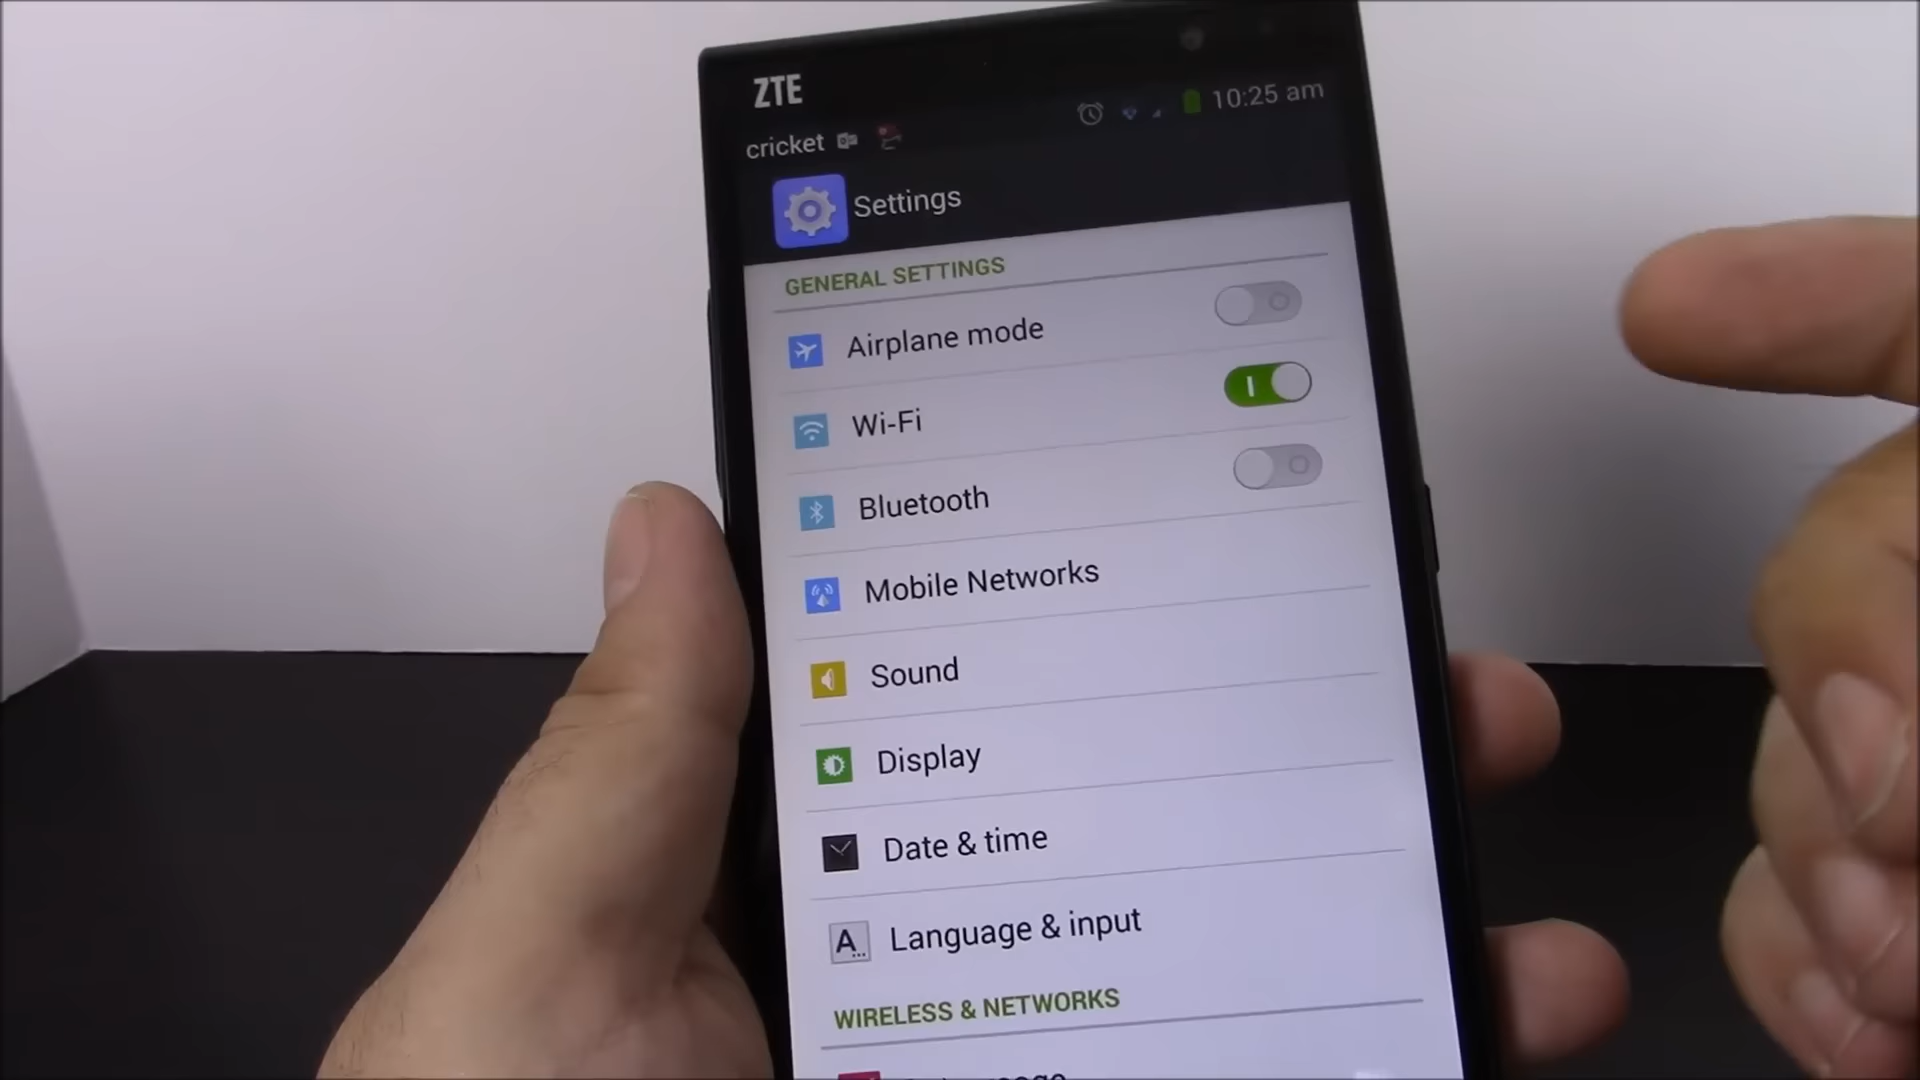 ZTE
cricket 10:25 am
Settings
GENERAL SETTINGS
Airplane mode
Wi-Fi
Bluetooth
Mobile Networks
Sound
Display
Date & time
A... Language & input
WIRELESS & NETWORKS